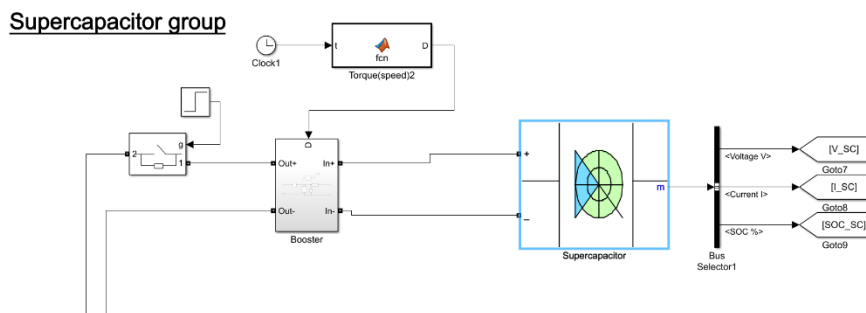 Supercapacitor group
Clock1
t
fcn
D
Torque(speed)2
2
g
1
D
Out+
In+
Out-
In-
Booster
+
–
m
Supercapacitor
<Voltage V>
<Current I>
<SOC %>
Bus
Selector1
[V_SC]
Goto7
[I_SC]
Goto8
[SOC_SC]
Goto9